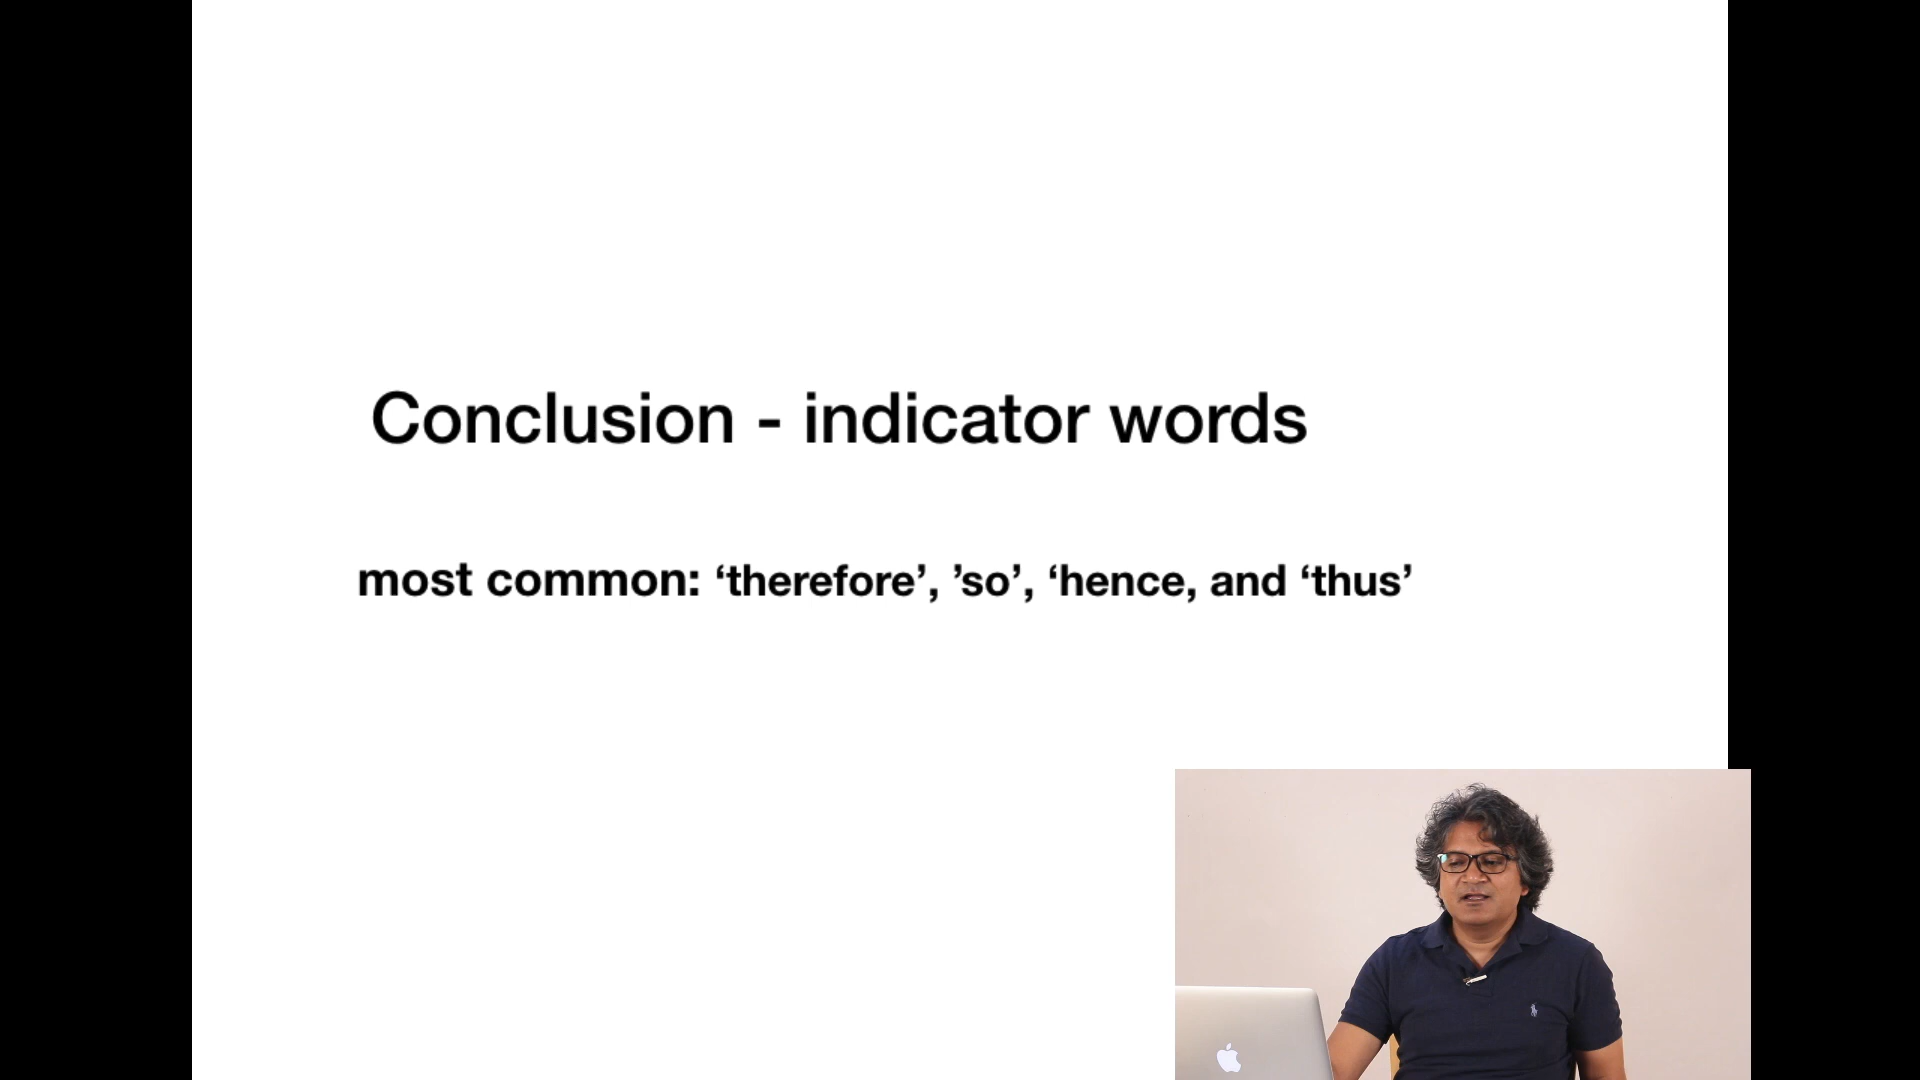 Conclusion - indicator words
most common: ‘therefore’, ’so’, ‘hence, and ‘thus’